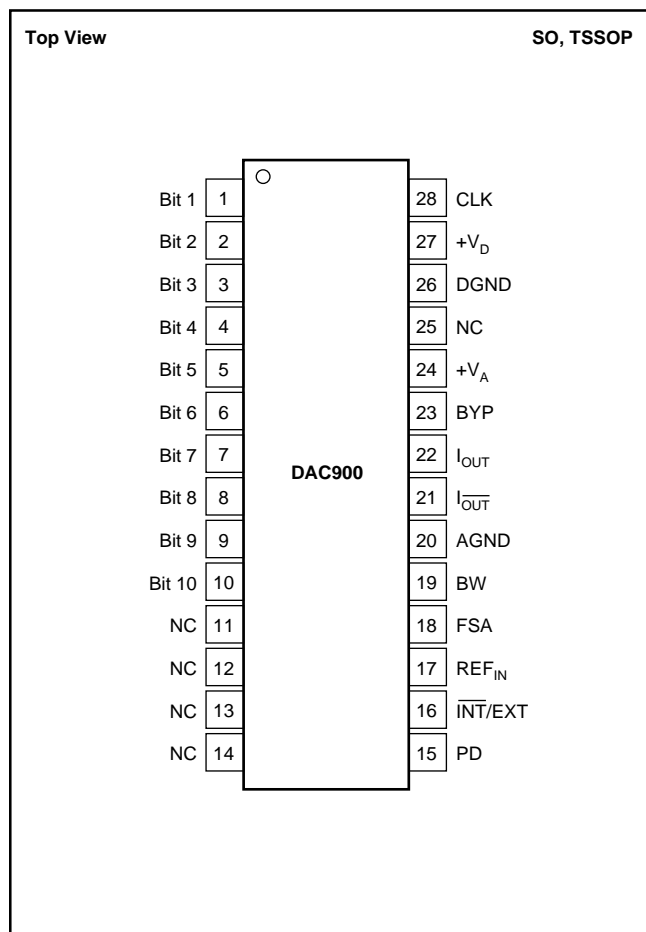 Top View SO, TSSOP
Bit 1 1 28 CLK
Bit 2 2 27 +V_D
Bit 3 3 26 DGND
Bit 4 4 25 NC
Bit 5 5 24 +V_A
Bit 6 6 23 BYP
Bit 7 7 22 I_OUT
DAC900
Bit 8 8 21 I_O̅U̅T̅
Bit 9 9 20 AGND
Bit 10 10 19 BW
NC 11 18 FSA
NC 12 17 REF_IN
NC 13 16 I̅N̅T̅/EXT
NC 14 15 PD